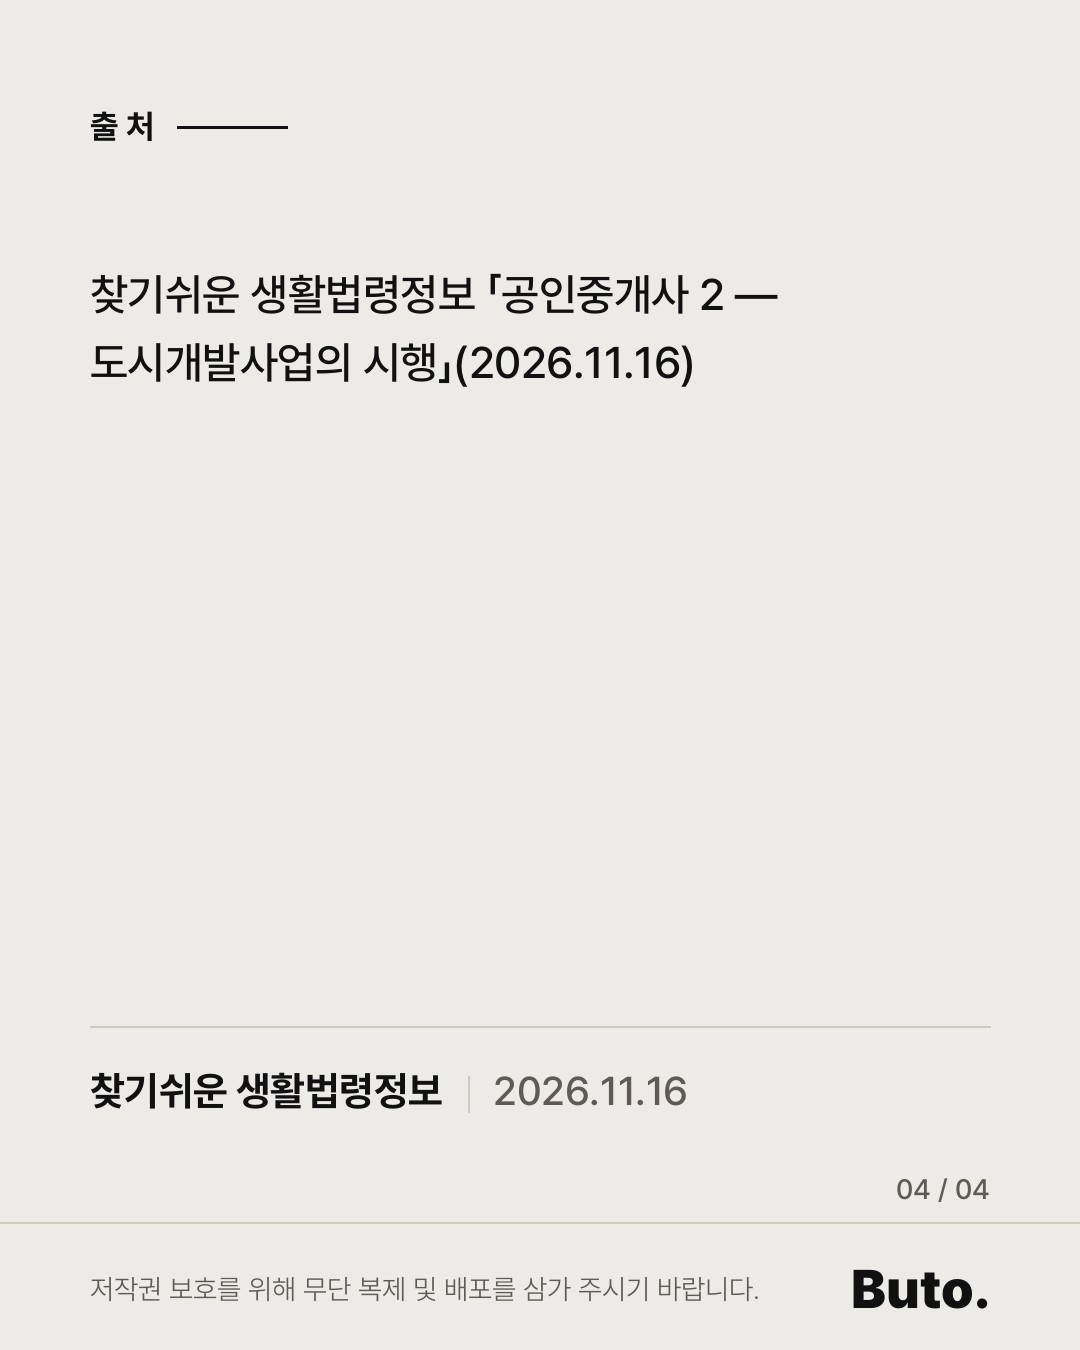 출처
찾기쉬운 생활법령정보 「공인중개사 2 —
도시개발사업의 시행」(2026.11.16)
찾기쉬운 생활법령정보 | 2026.11.16
04 / 04
저작권 보호를 위해 무단 복제 및 배포를 삼가 주시기 바랍니다.
Buto.